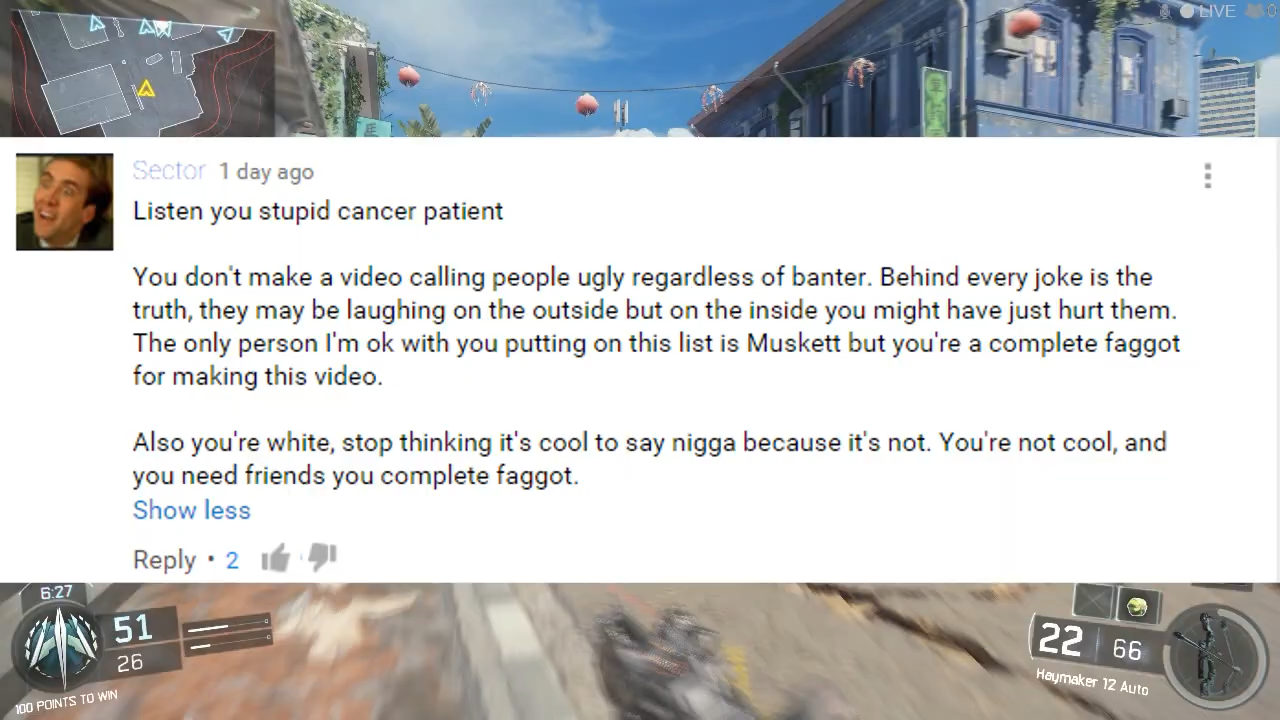 LIVE
0
Sector 1 day ago
Listen you stupid cancer patient
You don't make a video calling people ugly regardless of banter. Behind every joke is the
truth, they may be laughing on the outside but on the inside you might have just hurt them.
The only person I'm ok with you putting on this list is Muskett but you're a complete faggot
for making this video.
Also you're white, stop thinking it's cool to say nigga because it's not. You're not cool, and
you need friends you complete faggot.
Show less
Reply • 2
6:27
51
26
100 POINTS TO WIN
22 66
Haymaker 12 Auto